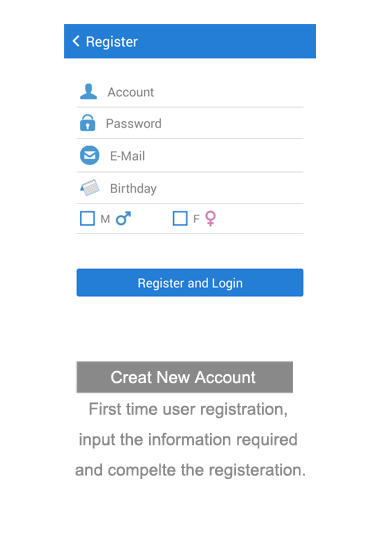 Register
Account
Password
E-Mail
Birthday
M F
Register and Login
Creat New Account
First time user registration,
input the information required
and compelte the registeration.